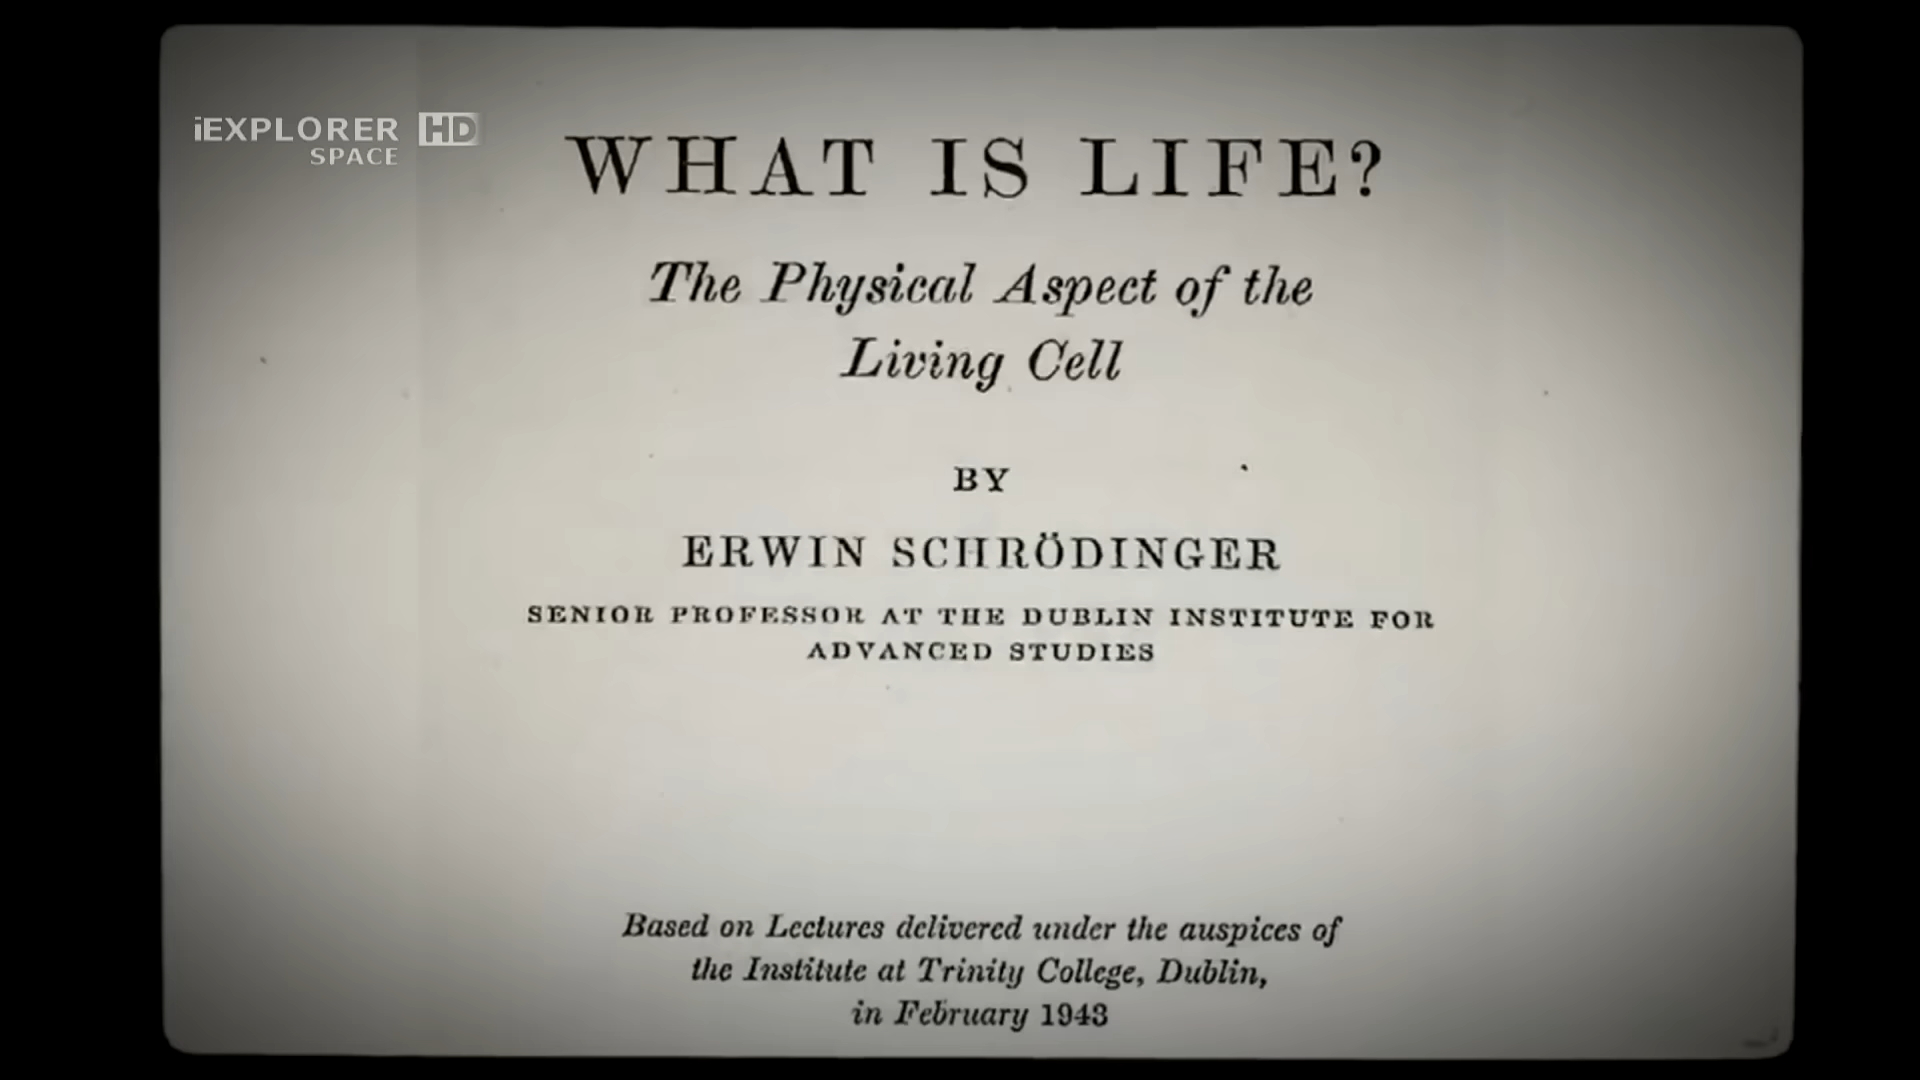 iEXPLORER HD
SPACE
WHAT IS LIFE?
The Physical Aspect of the
Living Cell
BY
ERWIN SCHRÖDINGER
SENIOR PROFESSOR AT THE DUBLIN INSTITUTE FOR
ADVANCED STUDIES
Based on Lectures delivered under the auspices of
the Institute at Trinity College, Dublin,
in February 1943